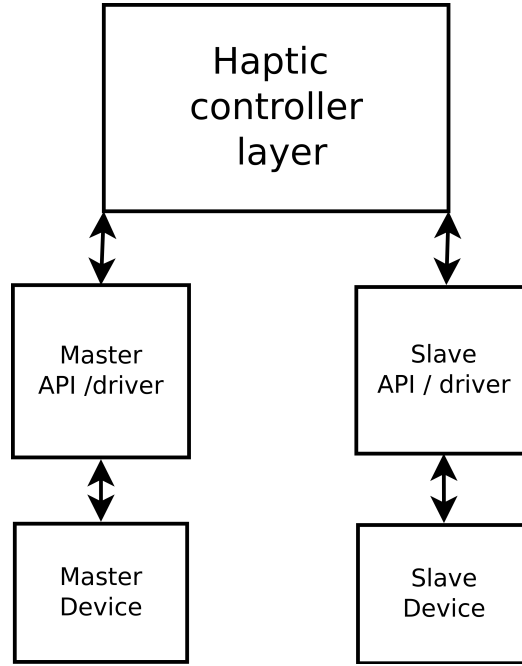 Haptic
controller
layer
Master
API /driver
Slave
API / driver
Master
Device
Slave
Device